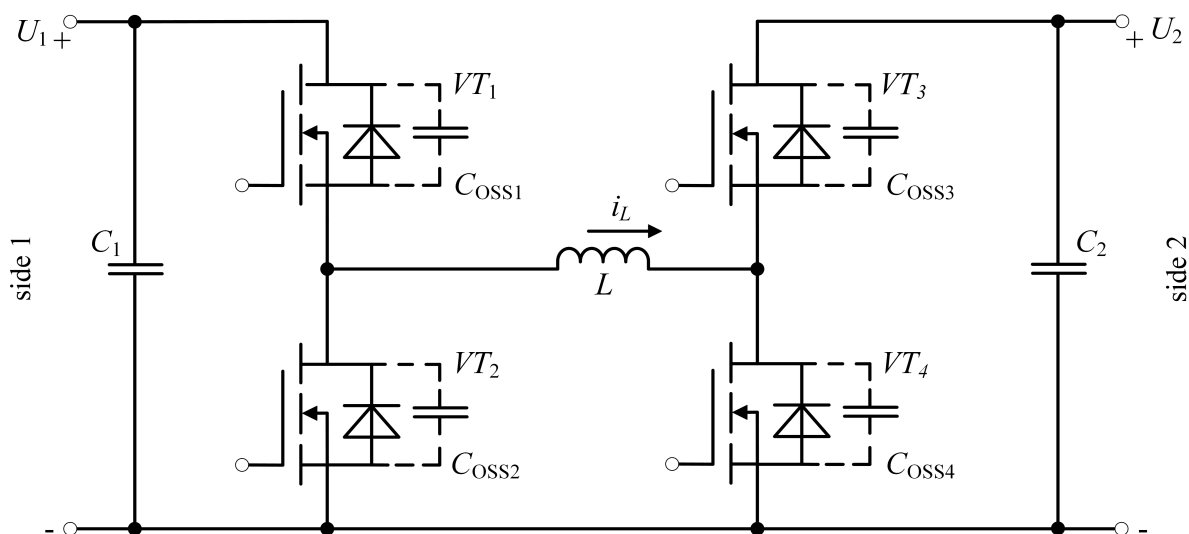 U1 + + U2
VT1 VT3
COSS1 COSS3
iL
side 1 C1 L C2 side 2
VT2 VT4
COSS2 COSS4
- -